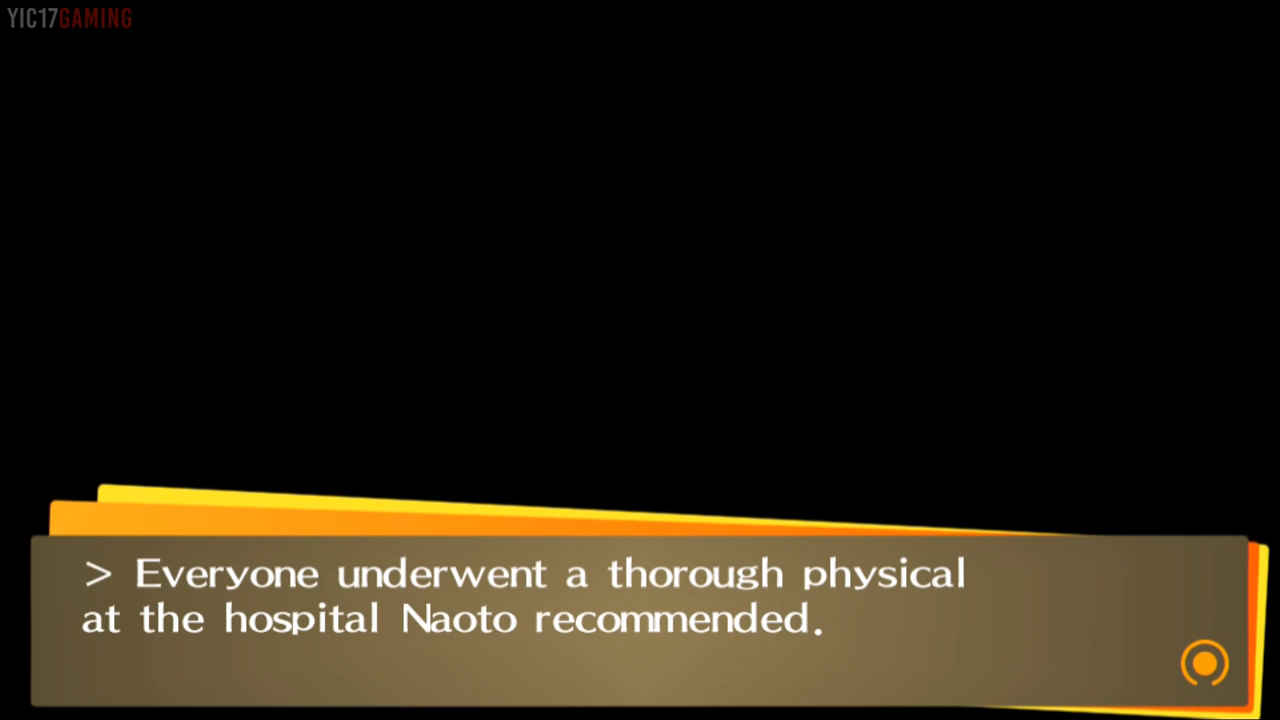 YIC17GAMING
> Everyone underwent a thorough physical
at the hospital Naoto recommended.